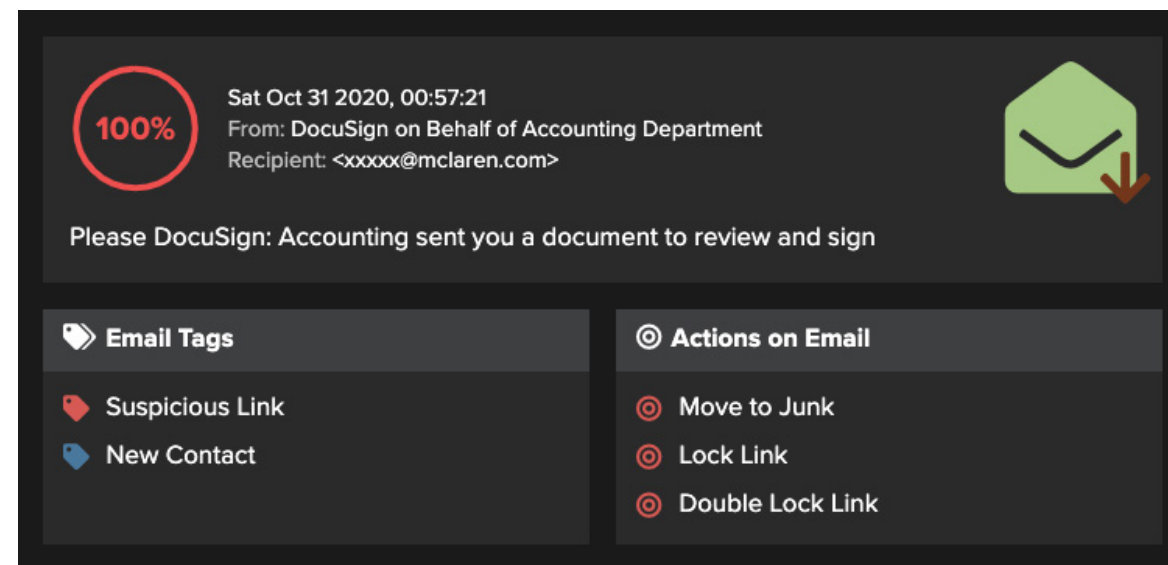 100%
Sat Oct 31 2020, 00:57:21
From: DocuSign on Behalf of Accounting Department
Recipient: <xxxxx@mclaren.com>
Please DocuSign: Accounting sent you a document to review and sign
Email Tags
Suspicious Link
New Contact
Actions on Email
Move to Junk
Lock Link
Double Lock Link